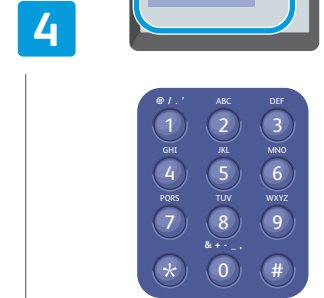 4
@ / . ' ABC DEF
1 2 3
GHI JKL MNO
4 5 6
PQRS TUV WXYZ
7 8 9
& + - _ ,
* 0 #